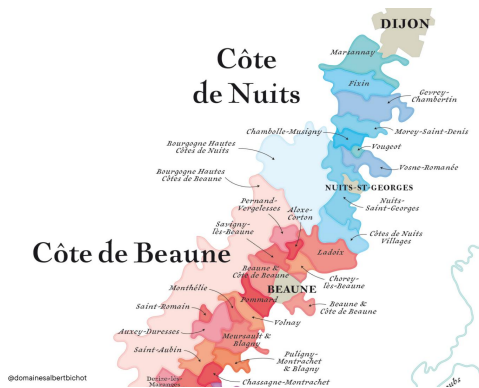 DIJON
Marsannay
Côte
de Nuits
Fixin
Gevrey-
Chambertin
Chambolle-Musigny
Morey-Saint-Denis
Bourgogne Hautes
Côtes de Nuits
Vougeot
Vosne-Romanée
Bourgogne Hautes
Côtes de Beaune
NUITS-ST-GEORGES
Pernand-
Vergelesses
Aloxe-
Corton
Nuits-
Saint-Georges
Savigny-
lès-Beaune
Côtes de Nuits
Villages
Côte de Beaune
Ladoix
Beaune &
Côte de Beaune
Chorey-
lès-Beaune
Monthélie
BEAUNE
Pommard
Saint-Romain
Beaune &
Côte de Beaune
Volnay
Auxey-Duresses
Meursault &
Blagny
Saint-Aubin
Puligny-
Montrachet
& Blagny
@domainesalbertbichot
Chassagne-Montrachet